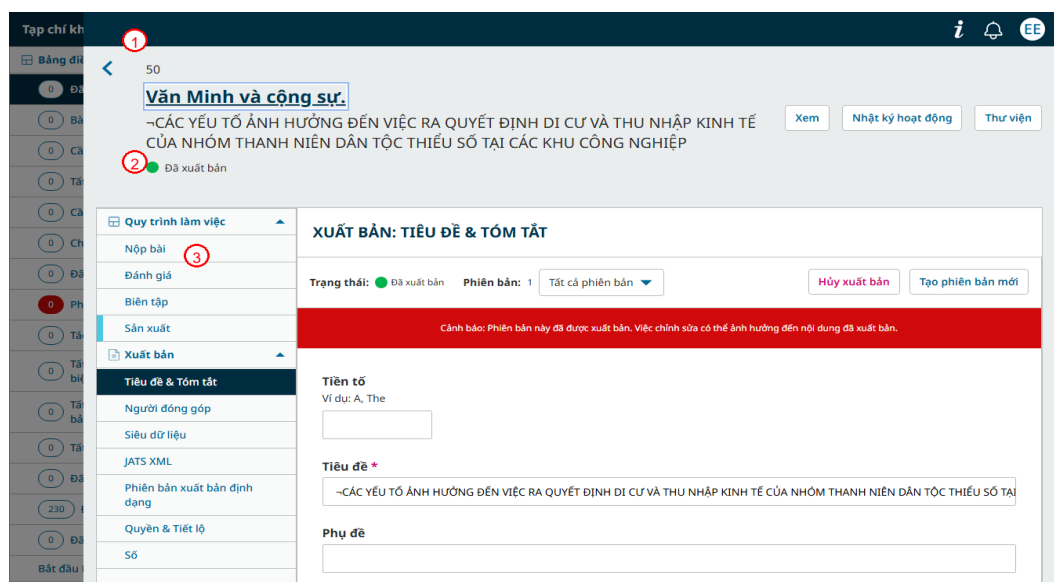 Tạp chí kh
EE
1
Bảng điề
50
0 Đã
Văn Minh và cộng sự.
0 Bà
¬CÁC YẾU TỐ ẢNH HƯỞNG ĐẾN VIỆC RA QUYẾT ĐỊNH DI CƯ VÀ THU NHẬP KINH TẾ
CỦA NHÓM THANH NIÊN DÂN TỘC THIỂU SỐ TẠI CÁC KHU CÔNG NGHIỆP
Xem Nhật ký hoạt động Thư viện
0 Cầ
2
Đã xuất bản
0 Tấ
0 Cầ
0 Ch
0 Đã
0 Ph
0 Tá
0 Tấ
biệ
0 Tấ
bả
0 Tấ
0 Đã
230
0 Đã
Bắt đầu
Quy trình làm việc
Nộp bài
3
Đánh giá
Biên tập
Sản xuất
Xuất bản
Tiêu đề & Tóm tắt
Người đóng góp
Siêu dữ liệu
JATS XML
Phiên bản xuất bản định
dạng
Quyền & Tiết lộ
Số
XUẤT BẢN: TIÊU ĐỀ & TÓM TẮT
Trạng thái: Đã xuất bản Phiên bản: 1 Tất cả phiên bản Hủy xuất bản Tạo phiên bản mới
Cảnh báo: Phiên bản này đã được xuất bản. Việc chỉnh sửa có thể ảnh hưởng đến nội dung đã xuất bản.
Tiền tố
Ví dụ: A, The
Tiêu đề *
¬CÁC YẾU TỐ ẢNH HƯỞNG ĐẾN VIỆC RA QUYẾT ĐỊNH DI CƯ VÀ THU NHẬP KINH TẾ CỦA NHÓM THANH NIÊN DÂN TỘC THIỂU SỐ TẠI
Phụ đề